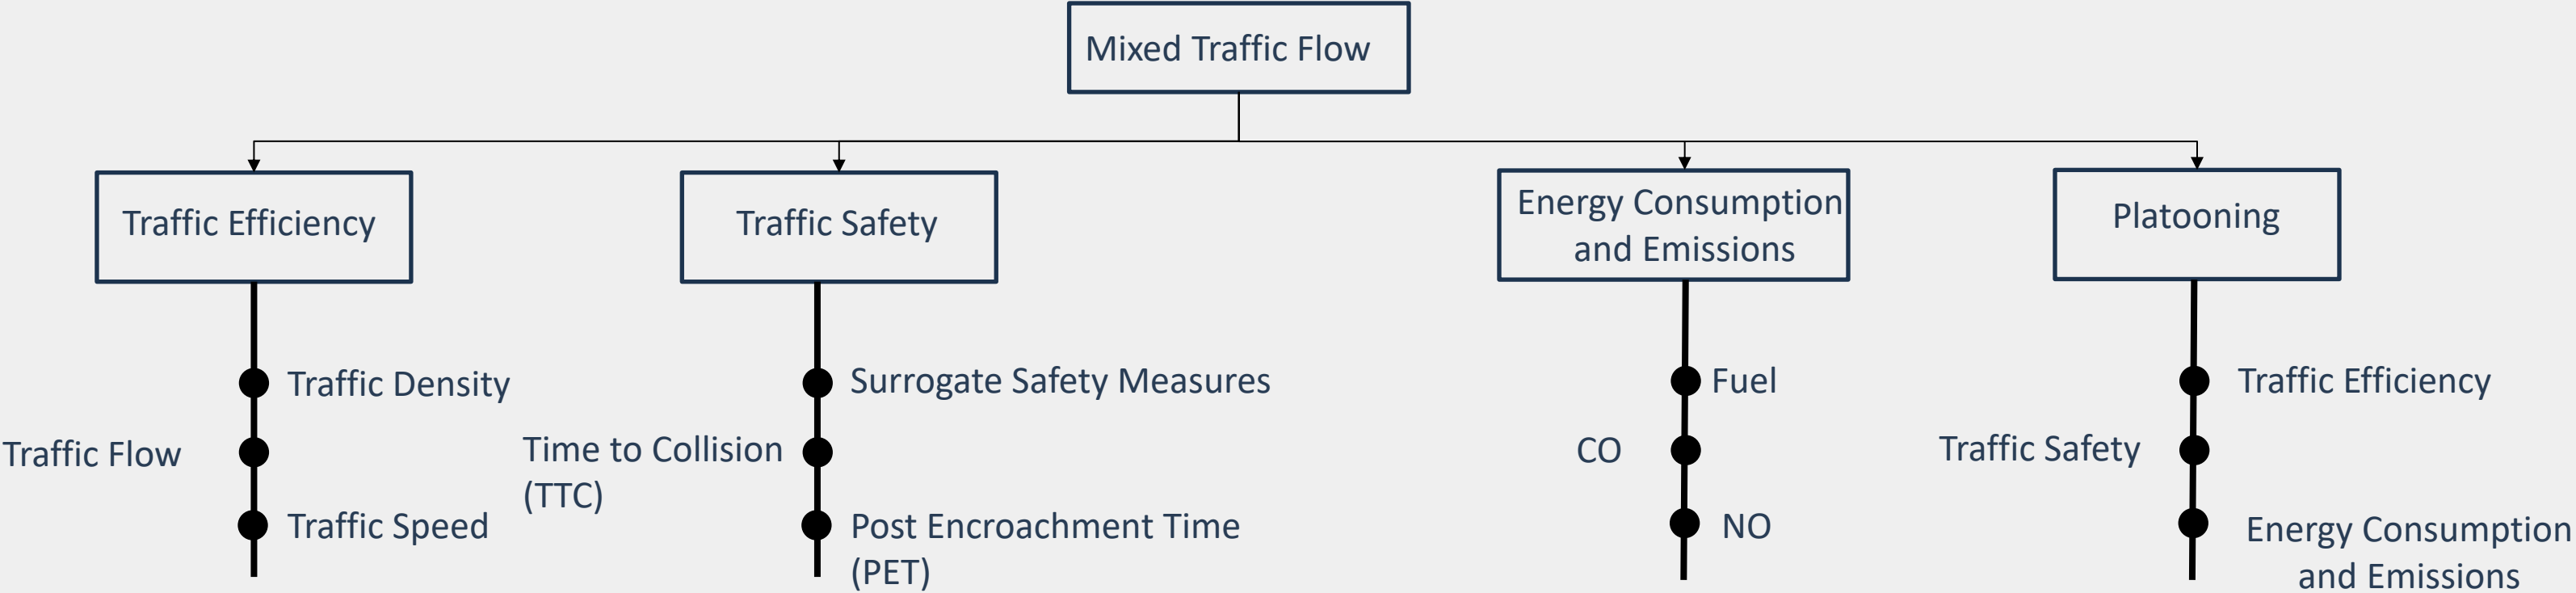 Mixed Traffic Flow
Traffic Efficiency
Traffic Safety
Energy Consumption
and Emissions
Platooning
Traffic Density
Traffic Flow
Traffic Speed
Surrogate Safety Measures
Time to Collision
(TTC)
Post Encroachment Time
(PET)
Fuel
CO
NO
Traffic Efficiency
Traffic Safety
Energy Consumption
and Emissions